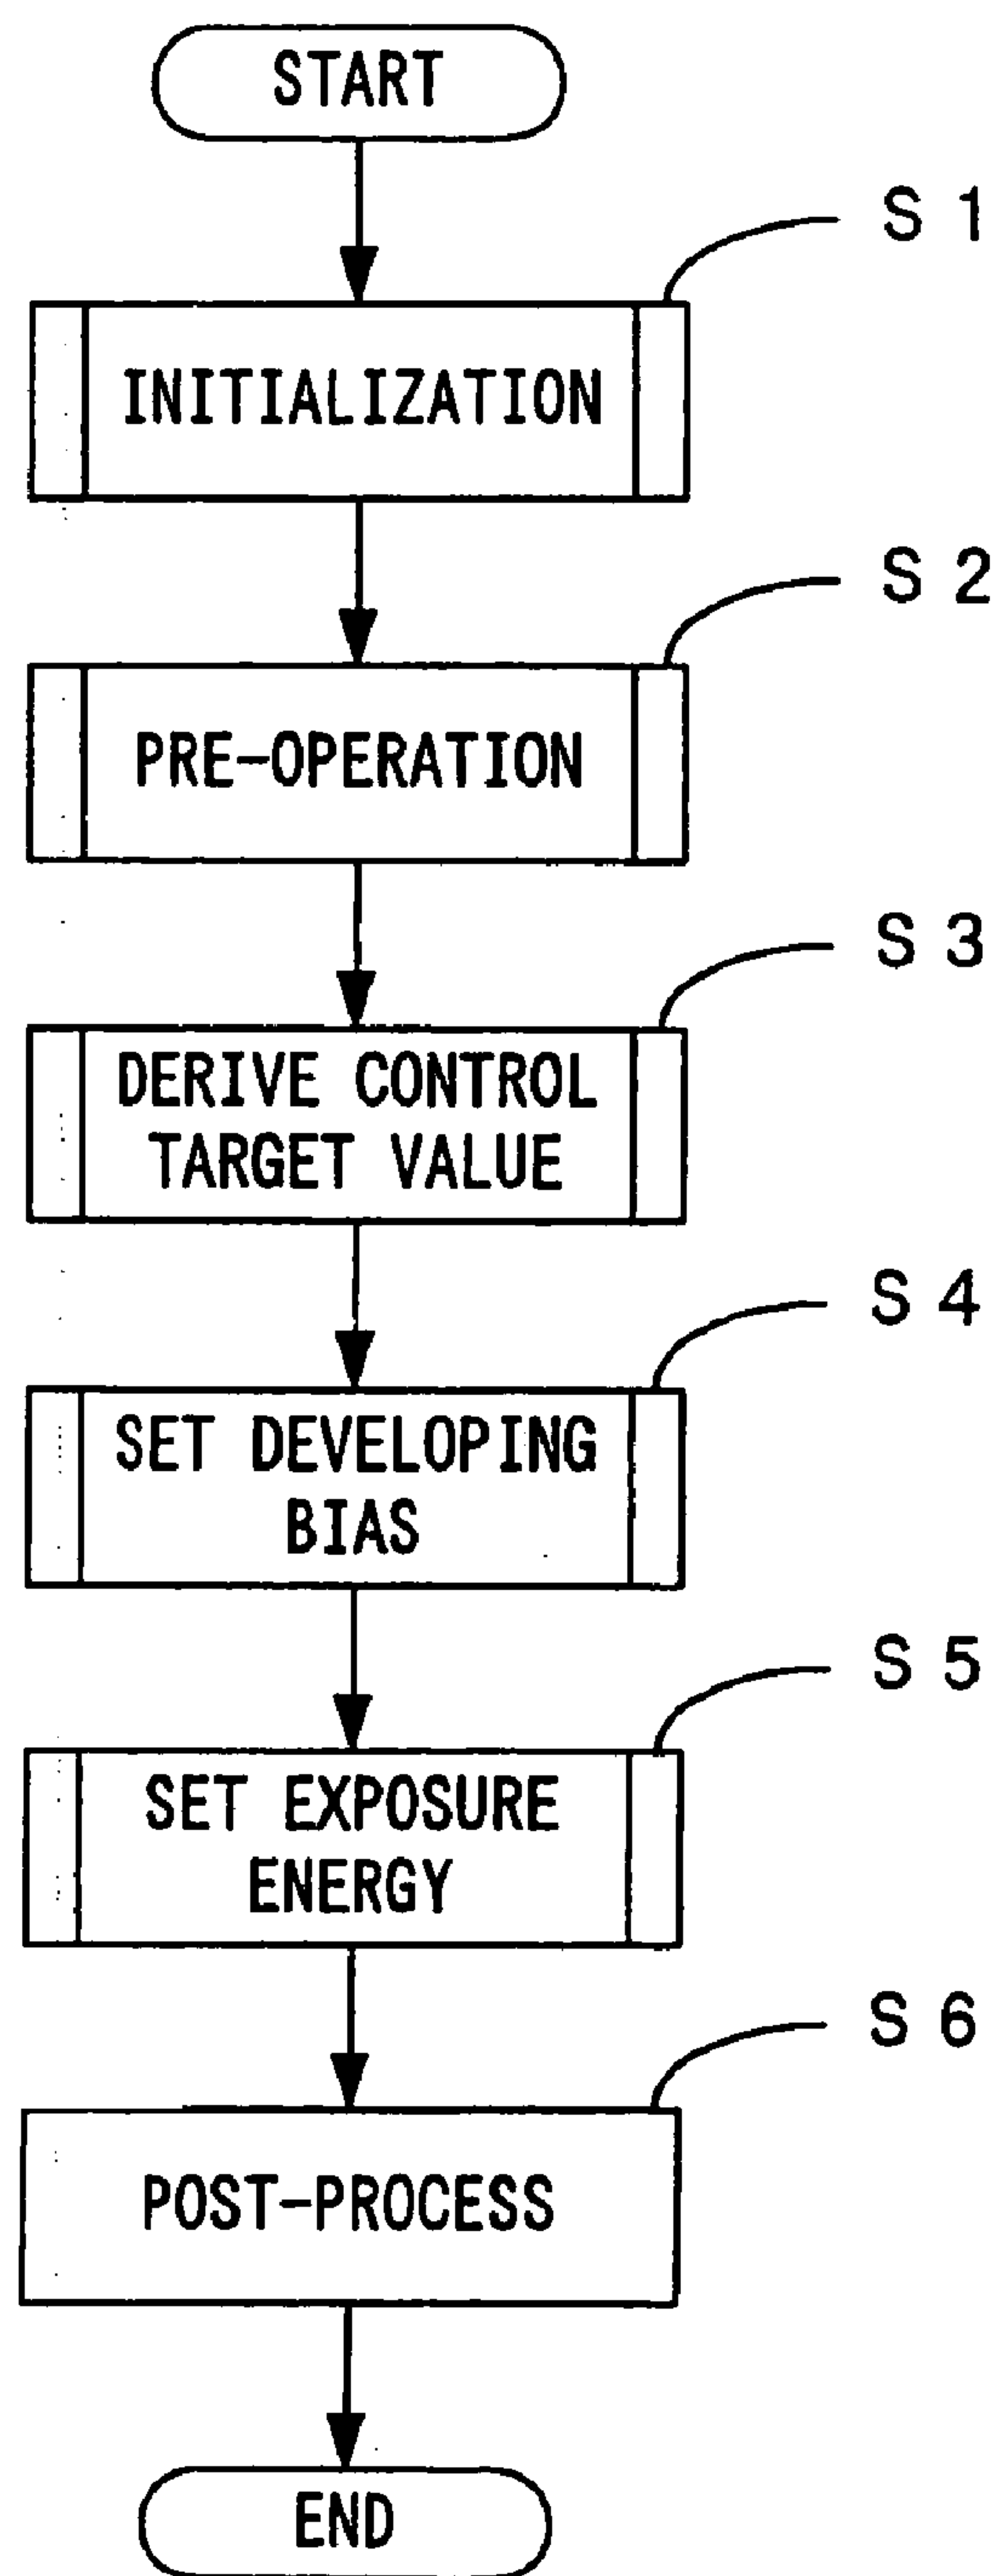 START
S 1
INITIALIZATION
S 2
PRE-OPERATION
S 3
DERIVE CONTROL
TARGET VALUE
S 4
SET DEVELOPING
BIAS
S 5
SET EXPOSURE
ENERGY
S 6
POST-PROCESS
END